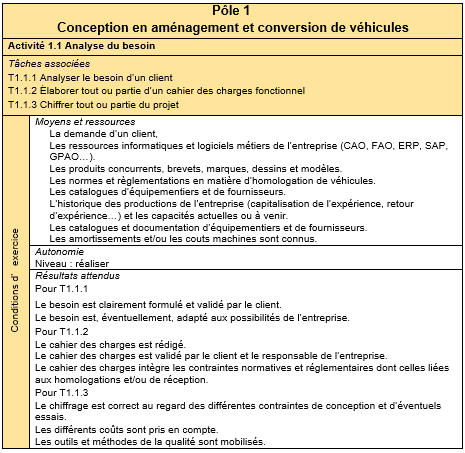 Pôle 1
Conception en aménagement et conversion de véhicules
Activité 1.1 Analyse du besoin
Tâches associées
T1.1.1 Analyser le besoin d'un client
T1.1.2 Élaborer tout ou partie d'un cahier des charges fonctionnel
T1.1.3 Chiffrer tout ou partie du projet
Conditions d' exercice
Moyens et ressources
La demande d'un client,
Les ressources informatiques et logiciels métiers de l'entreprise (CAO, FAO, ERP, SAP,
GPAO…).
Les produits concurrents, brevets, marques, dessins et modèles.
Les normes et règlementations en matière d'homologation de véhicules.
Les catalogues d'équipementiers et de fournisseurs.
L'historique des productions de l'entreprise (capitalisation de l'expérience, retour
d'expérience…) et les capacités actuelles ou à venir.
Les catalogues et documentation d'équipementiers et de fournisseurs.
Les amortissements et/ou les couts machines sont connus.
Autonomie
Niveau : réaliser
Résultats attendus
Pour T1.1.1
Le besoin est clairement formulé et validé par le client.
Le besoin est, éventuellement, adapté aux possibilités de l'entreprise.
Pour T1.1.2
Le cahier des charges est rédigé.
Le cahier des charges est validé par le client et le responsable de l'entreprise.
Le cahier des charges intègre les contraintes normatives et réglementaires dont celles liées
aux homologations et/ou de réception.
Pour T1.1.3
Le chiffrage est correct au regard des différentes contraintes de conception et d'éventuels
essais.
Les différents coûts sont pris en compte.
Les outils et méthodes de la qualité sont mobilisés.